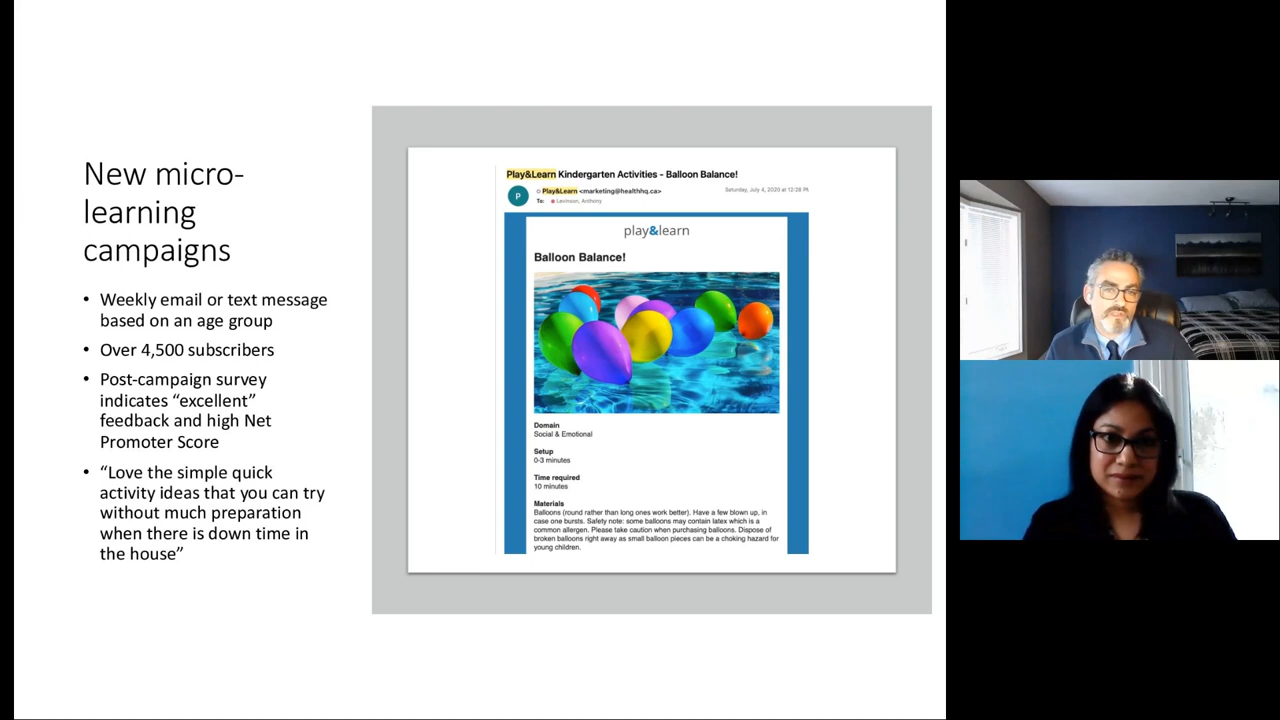 New micro-
learning
campaigns
• Weekly email or text message
based on an age group
• Over 4,500 subscribers
• Post-campaign survey
indicates “excellent”
feedback and high Net
Promoter Score
• “Love the simple quick
activity ideas that you can try
without much preparation
when there is down time in
the house”
Play&Learn Kindergarten Activities - Balloon Balance!
P
Play&Learn <marketing@healthhq.ca>
Saturday, July 4, 2020 at 12:28 PM
To: Levinson, Anthony
play&learn
Balloon Balance!
Domain
Social & Emotional
Setup
0-3 minutes
Time required
10 minutes
Materials
Balloons (round rather than long ones work better). Have a few blown up, in
case one bursts. Safety note: some balloons may contain latex which is a
common allergen. Please take caution when purchasing balloons. Dispose of
broken balloons right away as small balloon pieces can be a choking hazard for
young children.